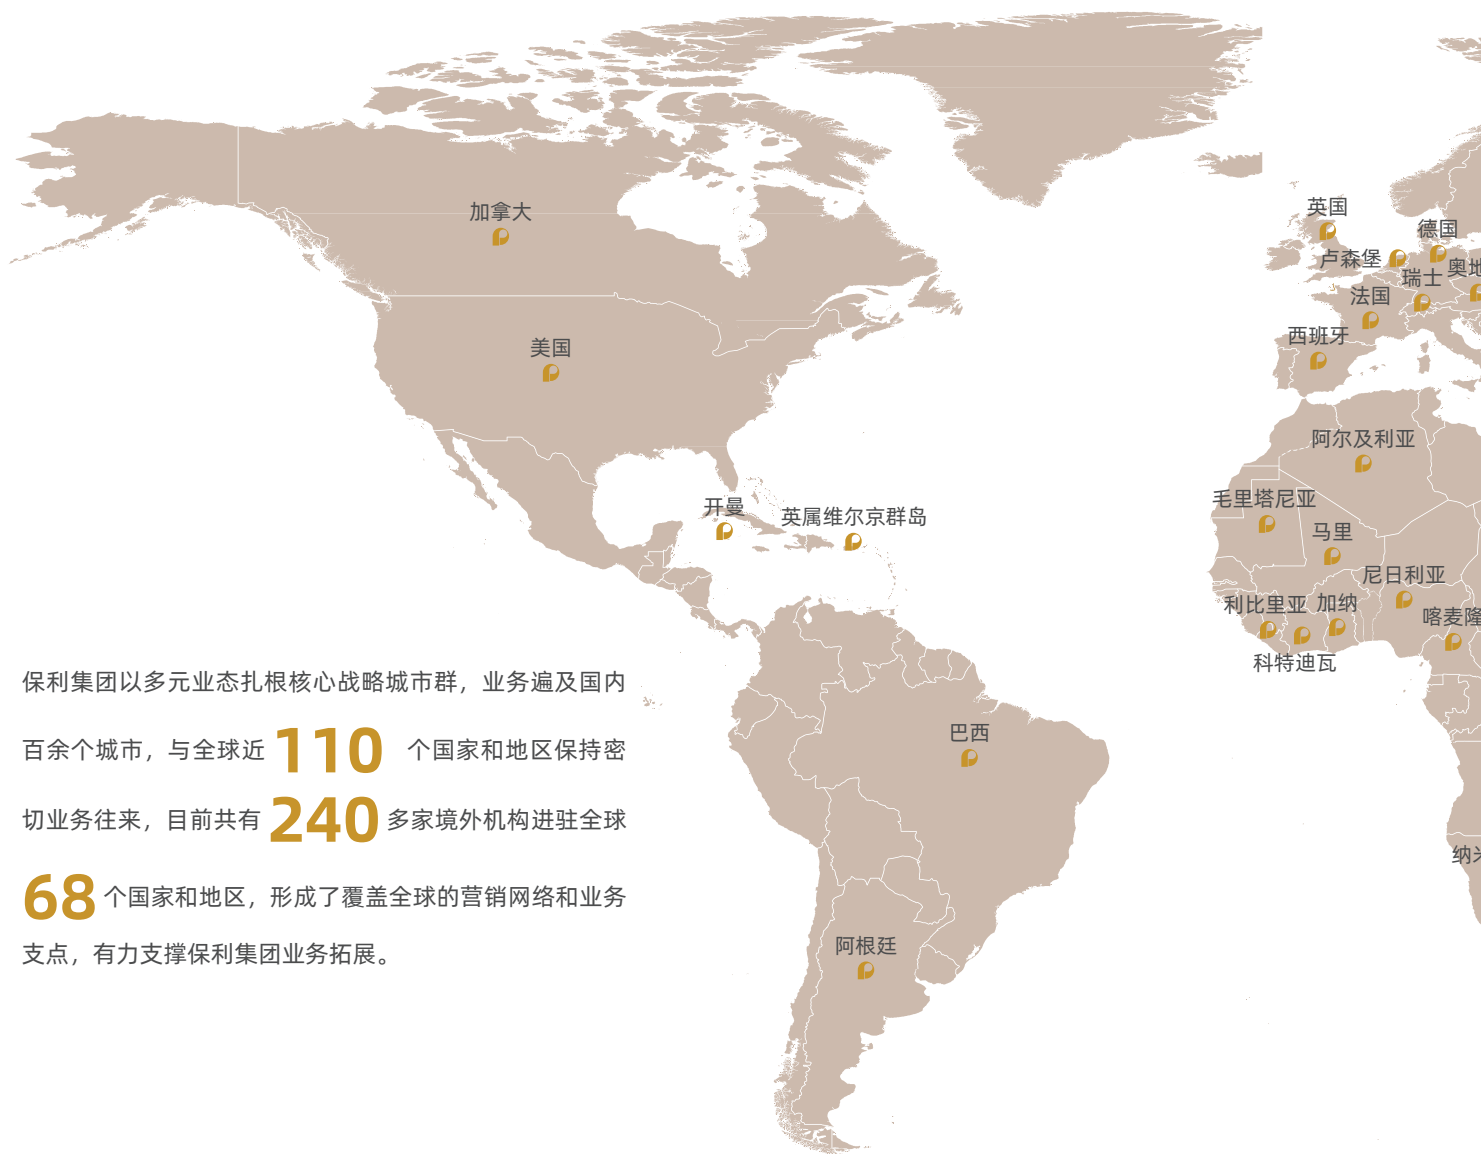 加拿大
英国
德国
卢森堡
奥地
瑞士
法国
西班牙
美国
阿尔及利亚
毛里塔尼亚
开曼
英属维尔京群岛
马里
尼日利亚
利比里亚
加纳
喀麦隆
科特迪瓦
保利集团以多元业态扎根核心战略城市群，业务遍及国内
百余个城市，与全球近 110 个国家和地区保持密
切业务往来，目前共有 240 多家境外机构进驻全球
68 个国家和地区，形成了覆盖全球的营销网络和业务
支点，有力支撑保利集团业务拓展。
巴西
纳米
阿根廷